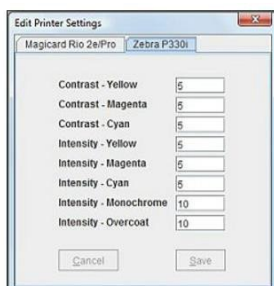 Edit Printer Settings
Magicard Rio 2e/Pro Zebra P330i
Contrast - Yellow 5
Contrast - Magenta 5
Contrast - Cyan 5
Intensity - Yellow 5
Intensity - Magenta 5
Intensity - Cyan 5
Intensity - Monochrome 10
Intensity - Overcoat 10
Cancel Save